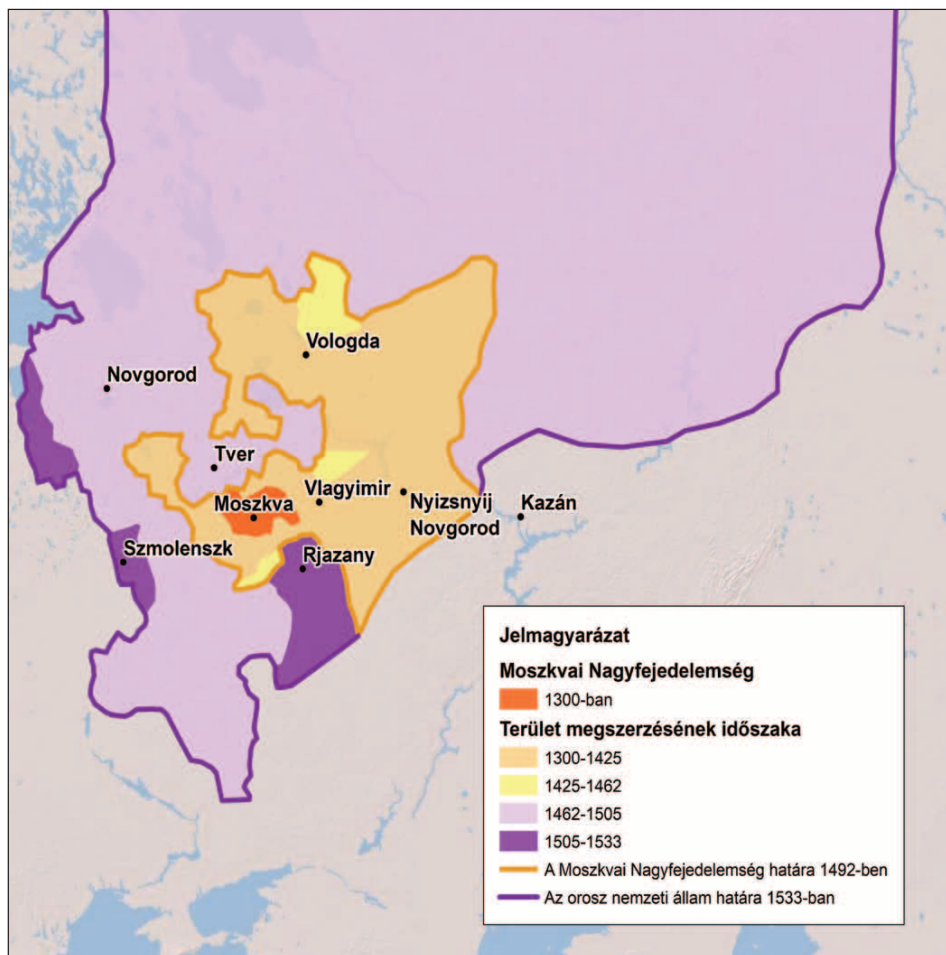 Vologda
Novgorod
Tver
Vlagyimir
Moszkva
Nyizsnyij
Novgorod
Kazán
Szmolenszk
Rjazany
Jelmagyarázat
Moszkvai Nagyfejedelemség
1300-ban
Terület megszerzésének időszaka
1300-1425
1425-1462
1462-1505
1505-1533
A Moszkvai Nagyfejedelemség határa 1492-ben
Az orosz nemzeti állam határa 1533-ban